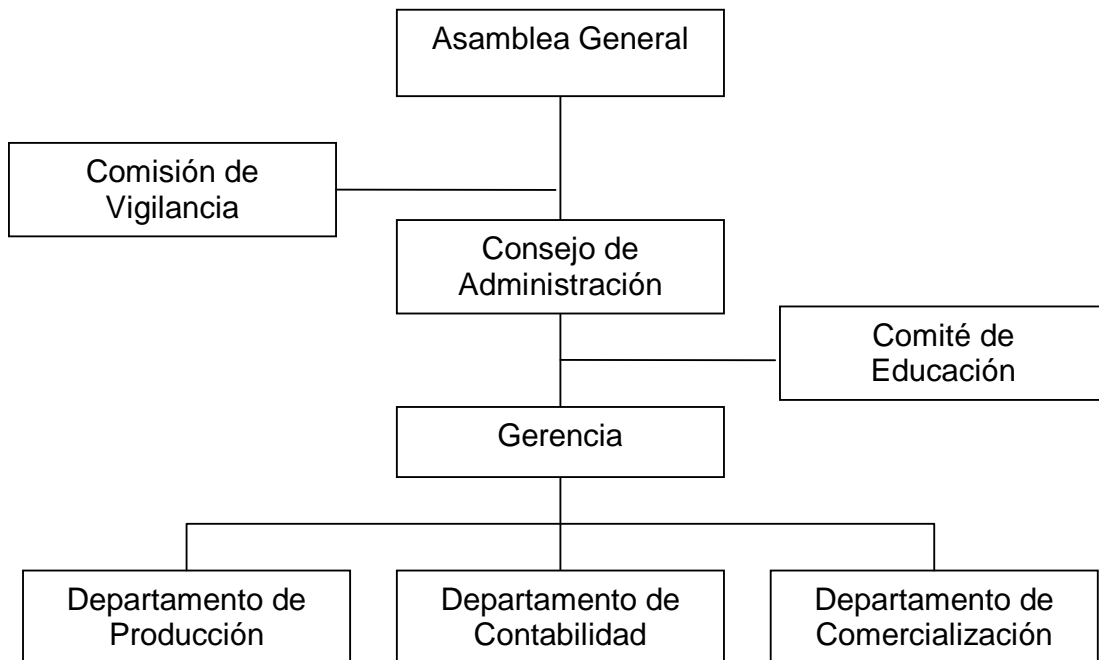 Asamblea General
Comisión de
Vigilancia
Consejo de
Administración
Comité de
Educación
Gerencia
Departamento de
Producción
Departamento de
Contabilidad
Departamento de
Comercialización